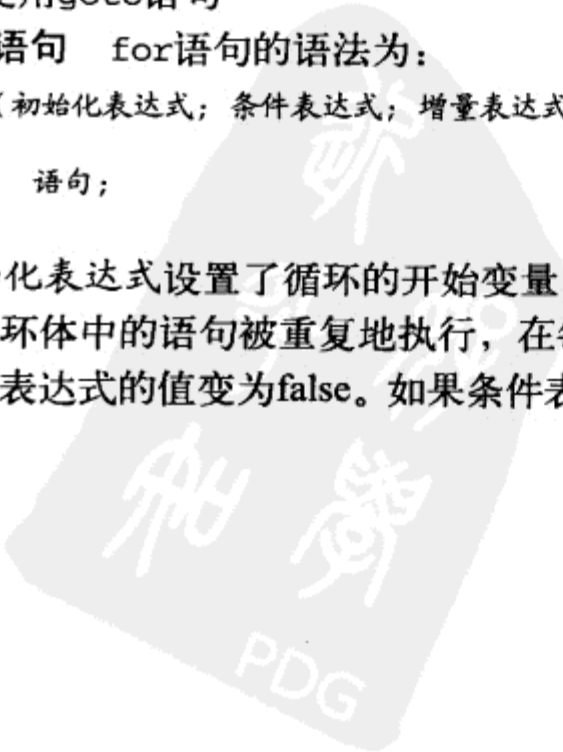 语句 for语句的语法为：
(初始化表达式；条件表达式；增量表达式
语句；
化表达式设置了循环的开始变量
环体中的语句被重复地执行，在
表达式的值变为false。如果条件表
PDG